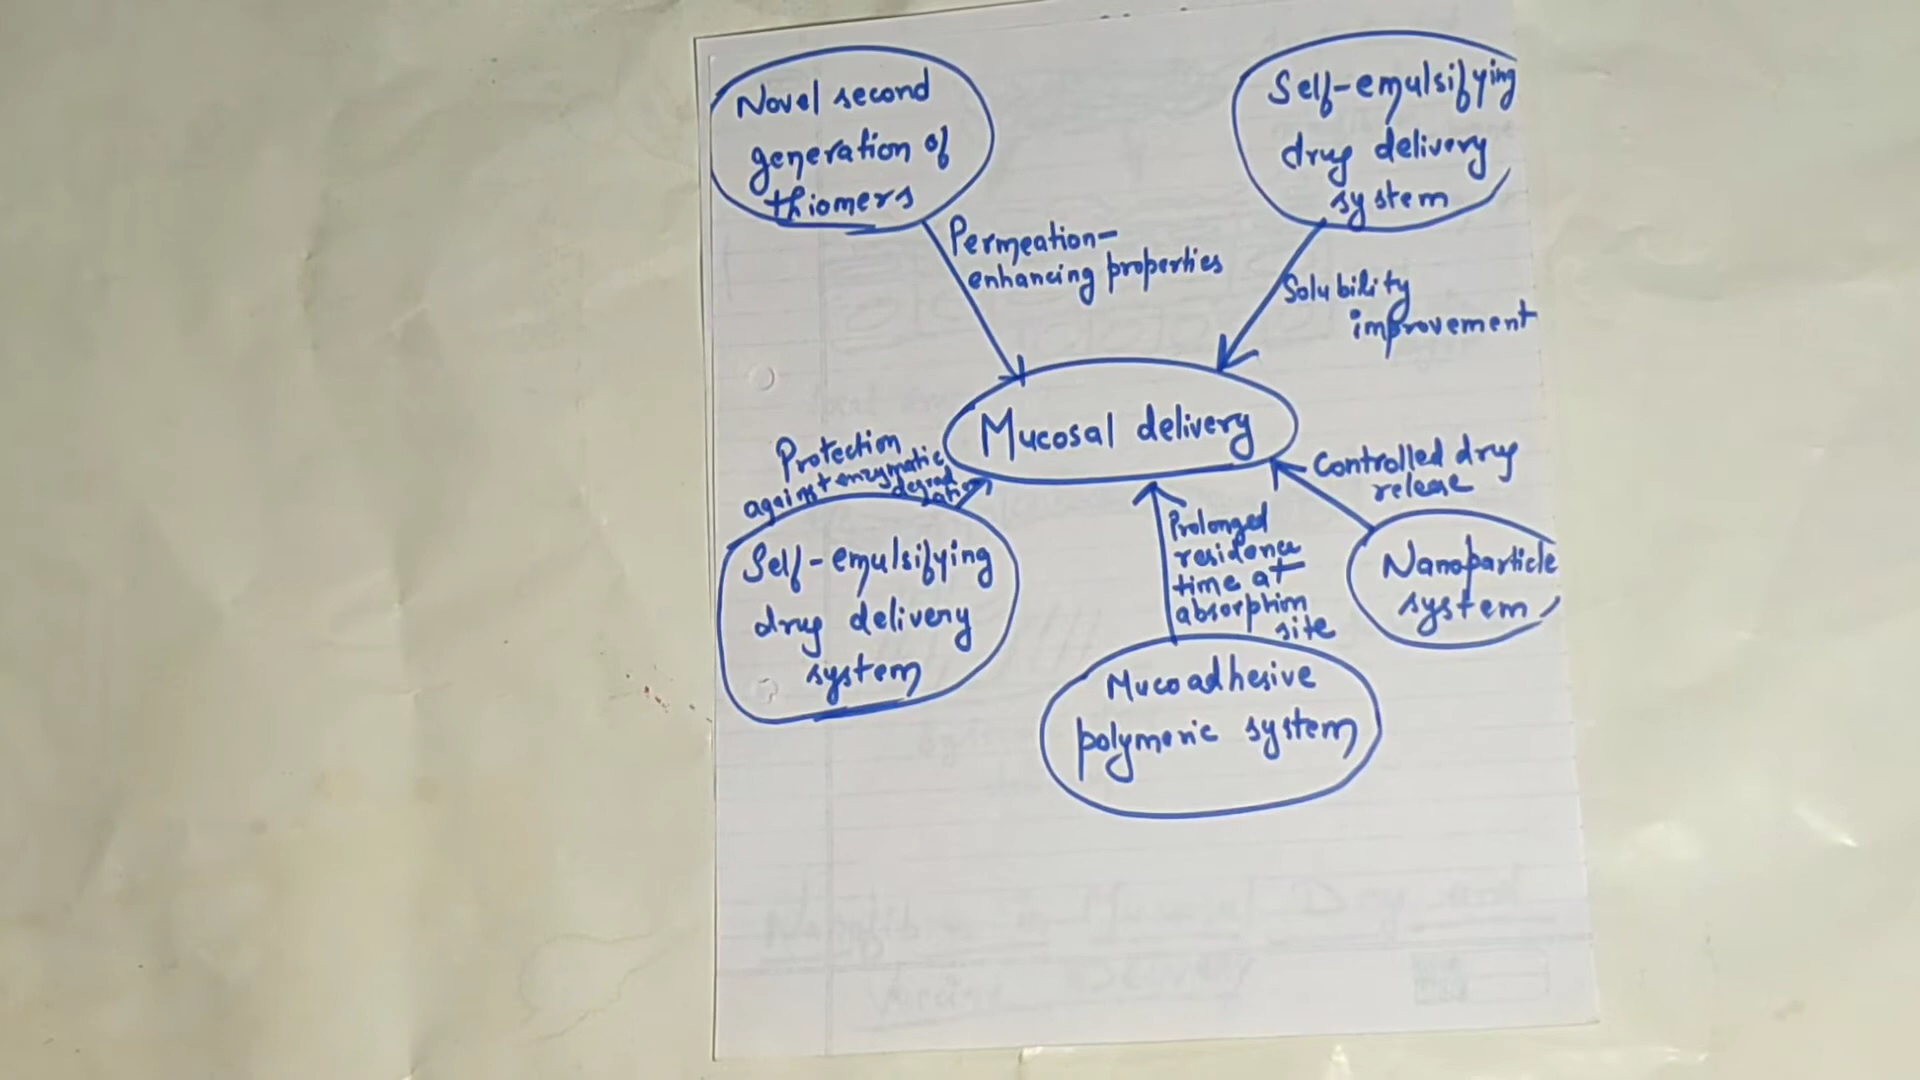 Novel second
generation of
thiomers
Self-emulsifying
drug delivery
system
Permeation-
enhancing properties
Solubility
improvement
Mucosal delivery
Protection
against enzymatic
degrad
ation
Controlled drug
release
Self-emulsifying
drug delivery
system
Prolonged
residence
time at
absorption
site
Nanoparticle
system
Mucoadhesive
polymeric system